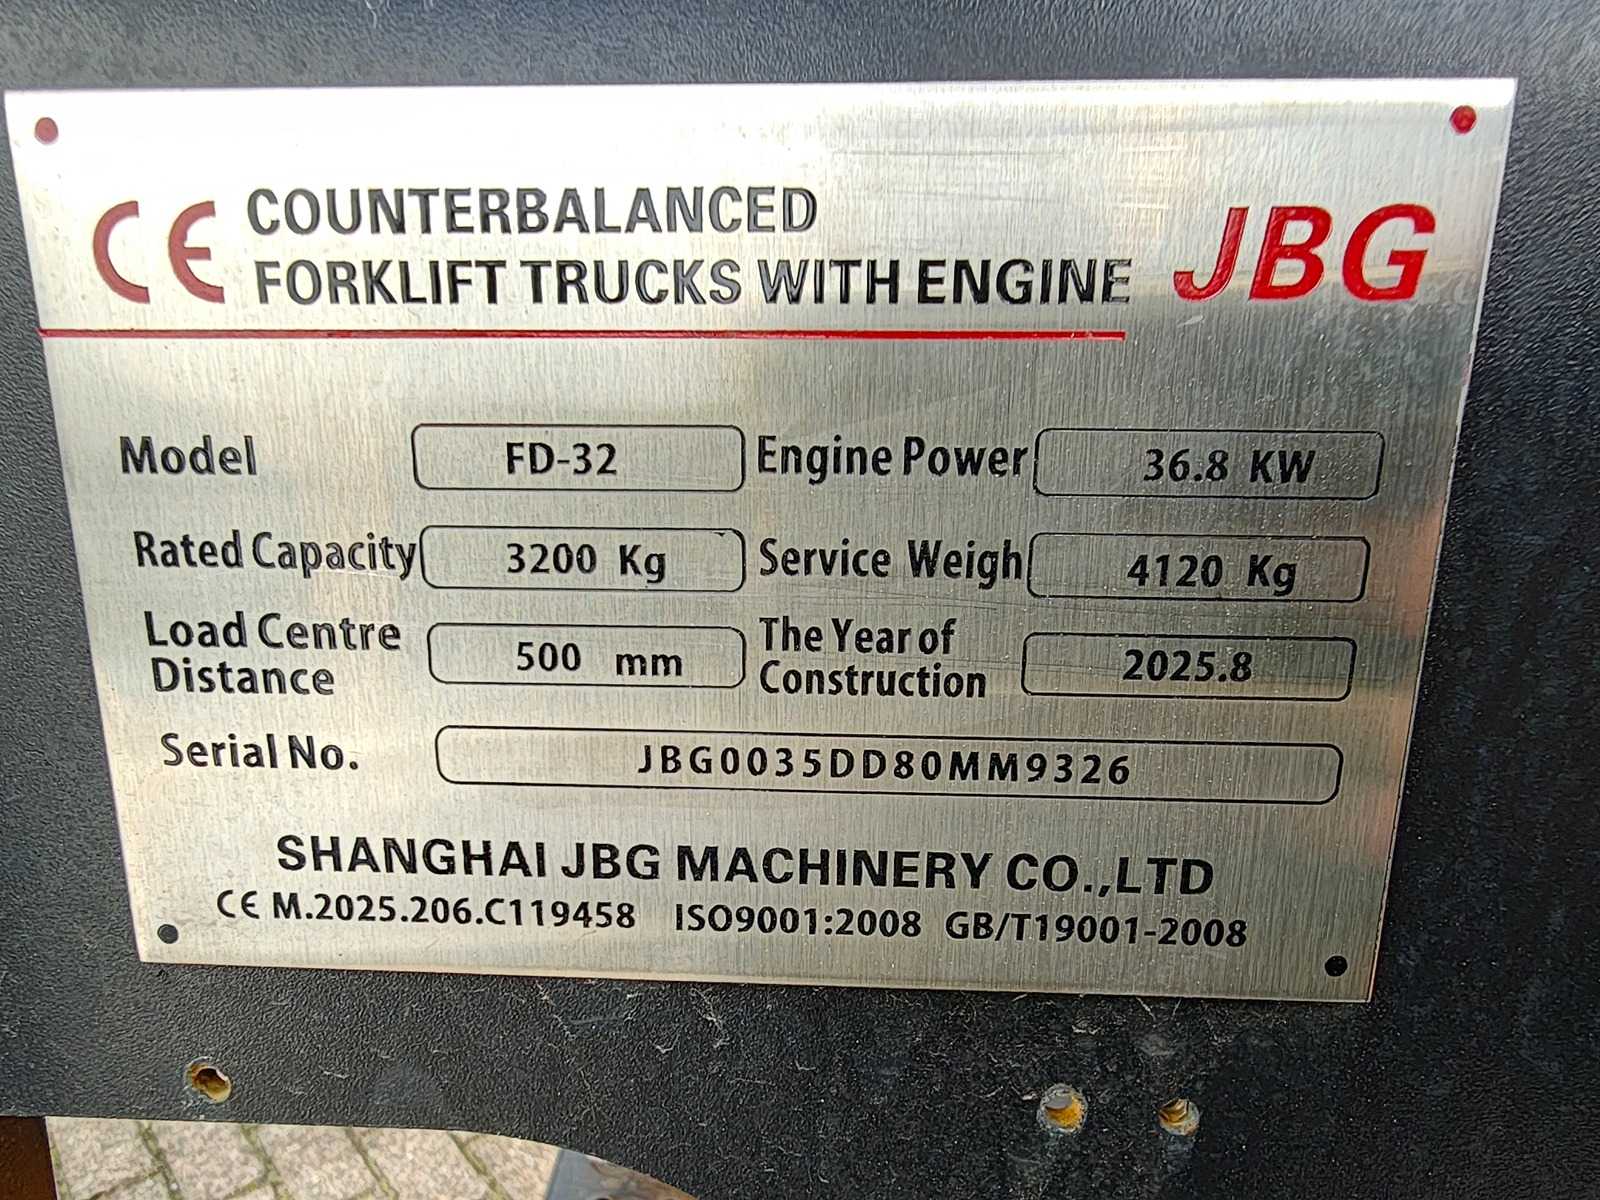 CE COUNTERBALANCED
FORKLIFT TRUCKS WITH ENGINE JBG
Model FD-32 Engine Power 36.8 KW
Rated Capacity 3200 Kg Service Weigh 4120 Kg
Load Centre Distance 500 mm The Year of Construction 2025.8
Serial No. JBG0035DD80MM9326
SHANGHAI JBG MACHINERY CO.,LTD
CE M.2025.206.C119458 ISO9001:2008 GB/T19001-2008